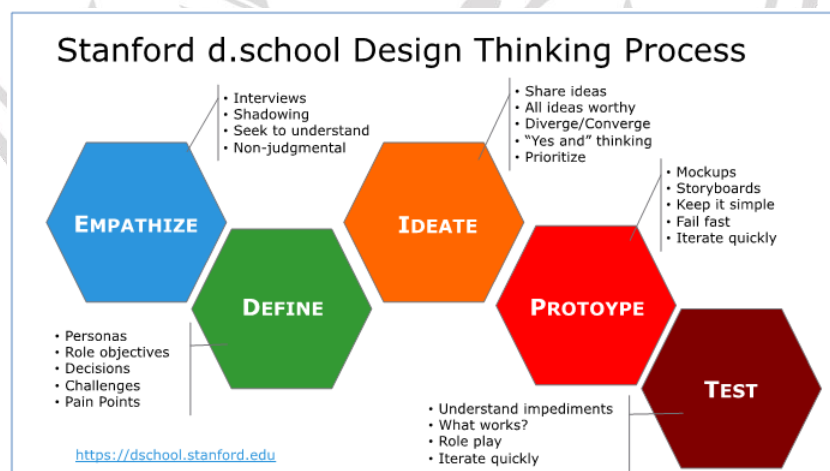 Stanford d.school Design Thinking Process
• Interviews
• Shadowing
• Seek to understand
• Non-judgmental
• Share ideas
• All ideas worthy
• Diverge/Converge
• "Yes and" thinking
• Prioritize
• Mockups
• Storyboards
• Keep it simple
• Fail fast
• Iterate quickly
EMPATHIZE
IDEATE
DEFINE
PROTOYPE
• Personas
• Role objectives
• Decisions
• Challenges
• Pain Points
TEST
• Understand impediments
• What works?
• Role play
• Iterate quickly
https://dschool.stanford.edu